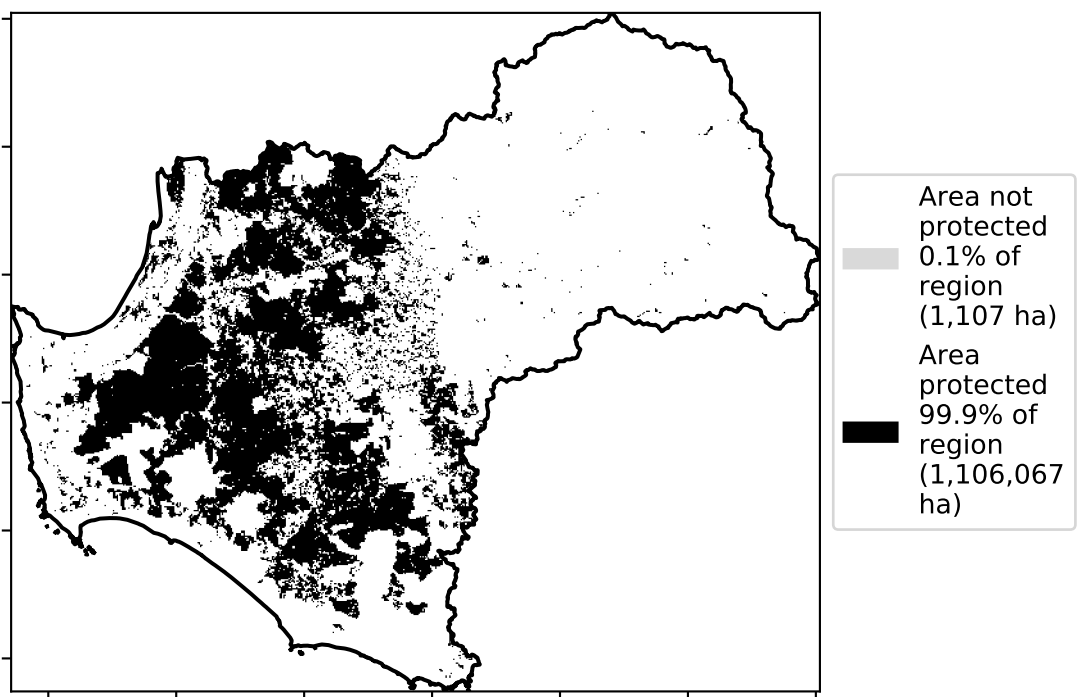 Area not
protected
0.1% of
region
(1,107 ha)
Area
protected
99.9% of
region
(1,106,067
ha)